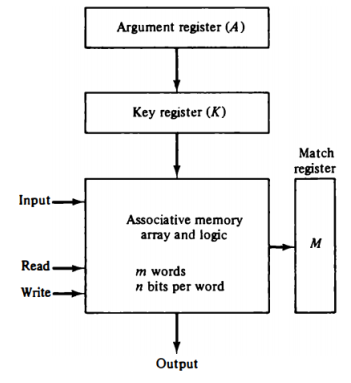 Argument register (A)
Key register (K)
Match
register
Input
Associative memory
array and logic
M
Read
m words
Write
n bits per word
Output